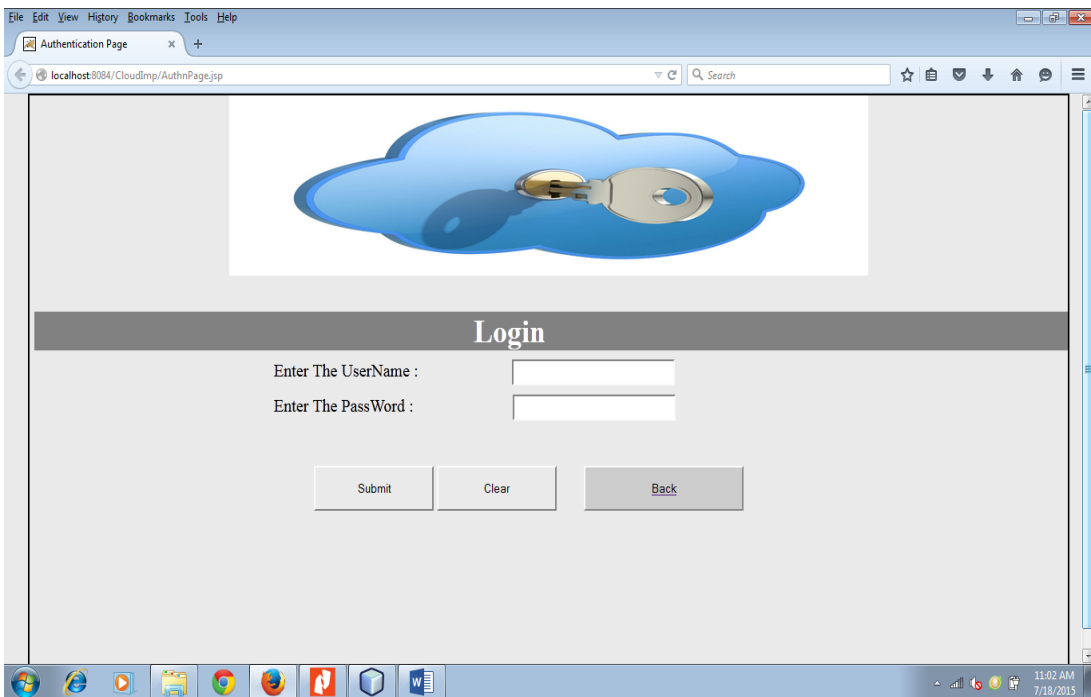 File Edit View History Bookmarks Tools Help
Authentication Page
localhost:8084/CloudImp/AuthnPage.jsp
Search
Login
Enter The UserName :
Enter The PassWord :
Submit Clear Back
11:02 AM
7/18/2015